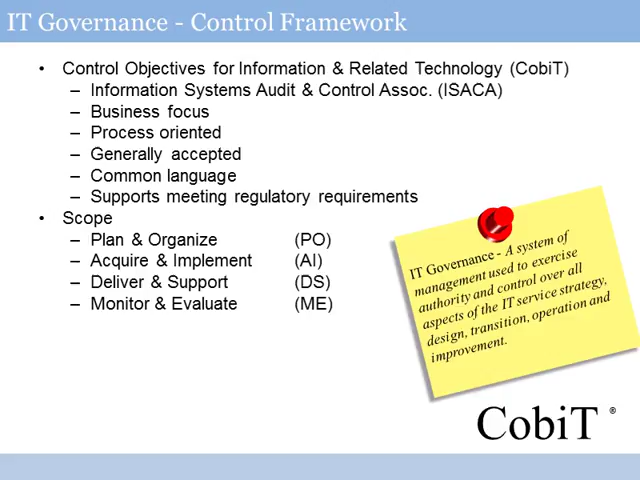 IT Governance - Control Framework
• Control Objectives for Information & Related Technology (CobiT)
– Information Systems Audit & Control Assoc. (ISACA)
– Business focus
– Process oriented
– Generally accepted
– Common language
– Supports meeting regulatory requirements
• Scope
– Plan & Organize (PO)
– Acquire & Implement (AI)
– Deliver & Support (DS)
– Monitor & Evaluate (ME)
IT Governance - A system of
management used to exercise
authority and control over all
aspects of the IT service strategy,
design, transition, operation and
improvement.
CobiT ®